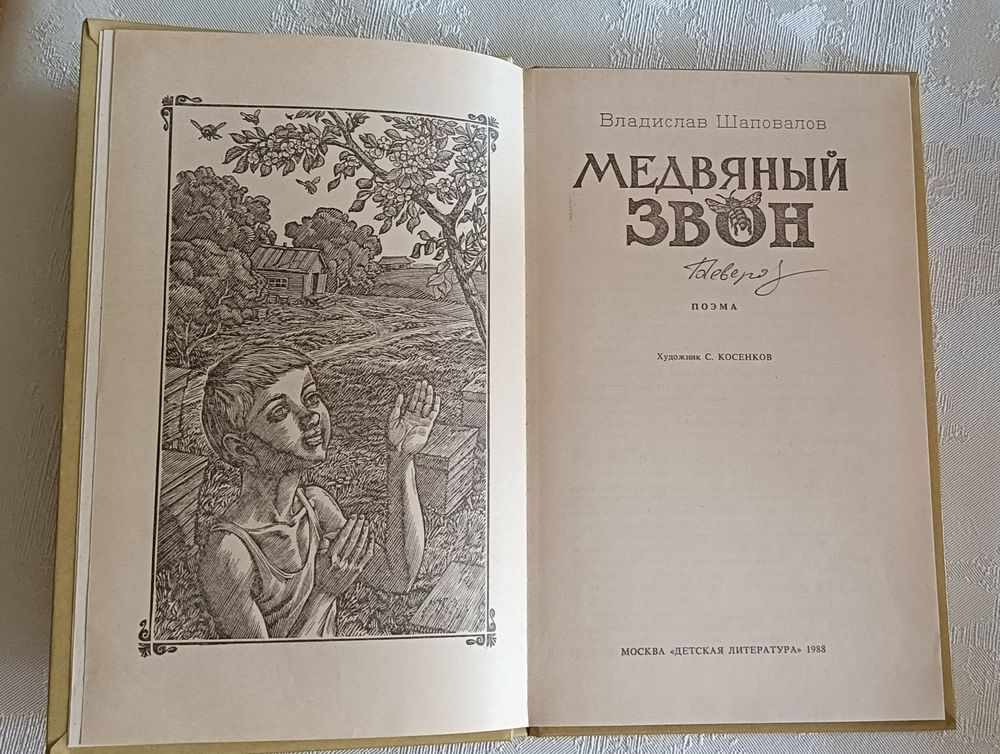 Владислав Шаповалов
МЕДВЯНЫЙ
ЗВОН
ПОЭМА
Художник С. КОСЕНКОВ
МОСКВА «ДЕТСКАЯ ЛИТЕРАТУРА» 1988